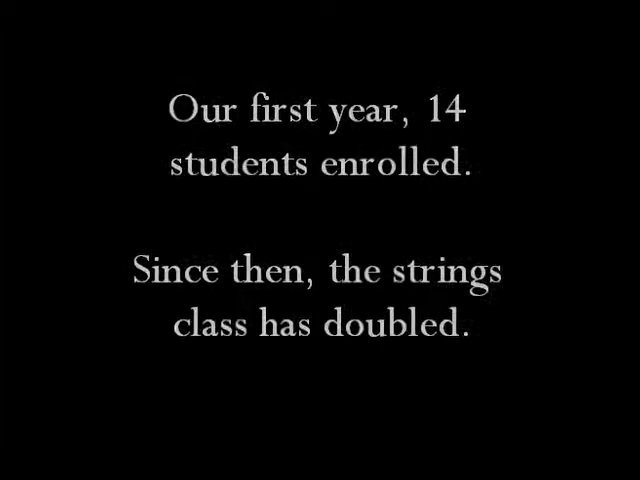 Our first year, 14
students enrolled.
Since then, the strings
class has doubled.